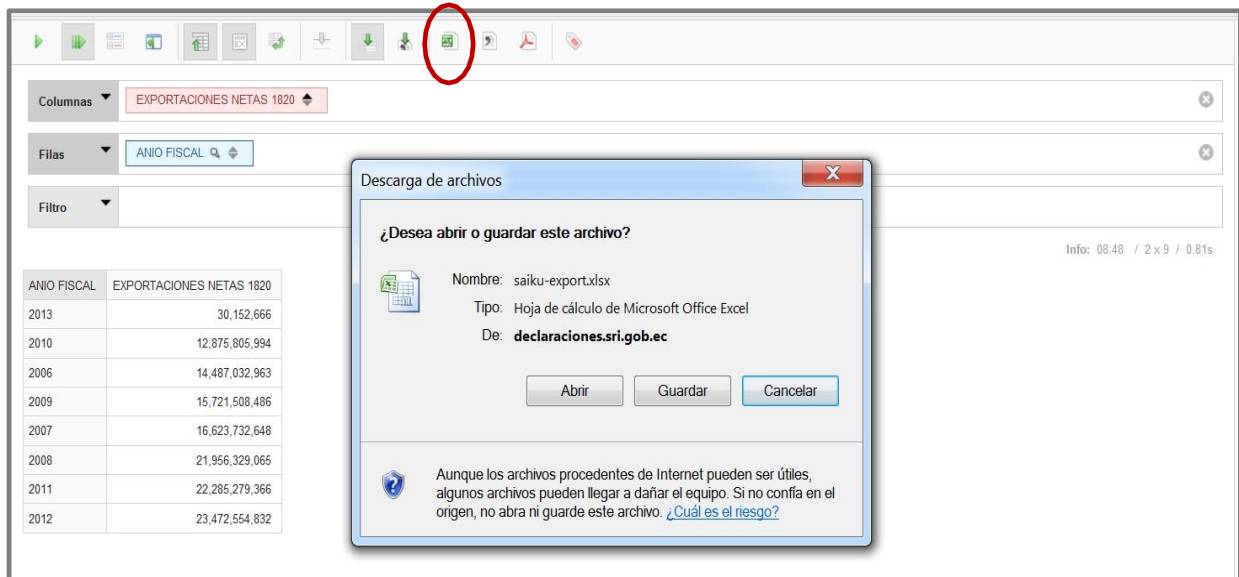 Columnas
EXPORTACIONES NETAS 1820
Filas
ANIO FISCAL
Filtro
Info: 08:48 / 2 x 9 / 0.81s
ANIO FISCAL EXPORTACIONES NETAS 1820
2013 30,152,666
2010 12,875,805,994
2006 14,487,032,963
2009 15,721,508,486
2007 16,623,732,648
2008 21,956,329,065
2011 22,285,279,366
2012 23,472,554,832
Descarga de archivos
¿Desea abrir o guardar este archivo?
Nombre: saiku-export.xlsx
Tipo: Hoja de cálculo de Microsoft Office Excel
De: declaraciones.sri.gob.ec
Abrir Guardar Cancelar
Aunque los archivos procedentes de Internet pueden ser útiles,
algunos archivos pueden llegar a dañar el equipo. Si no confía en el
origen, no abra ni guarde este archivo. ¿Cuál es el riesgo?